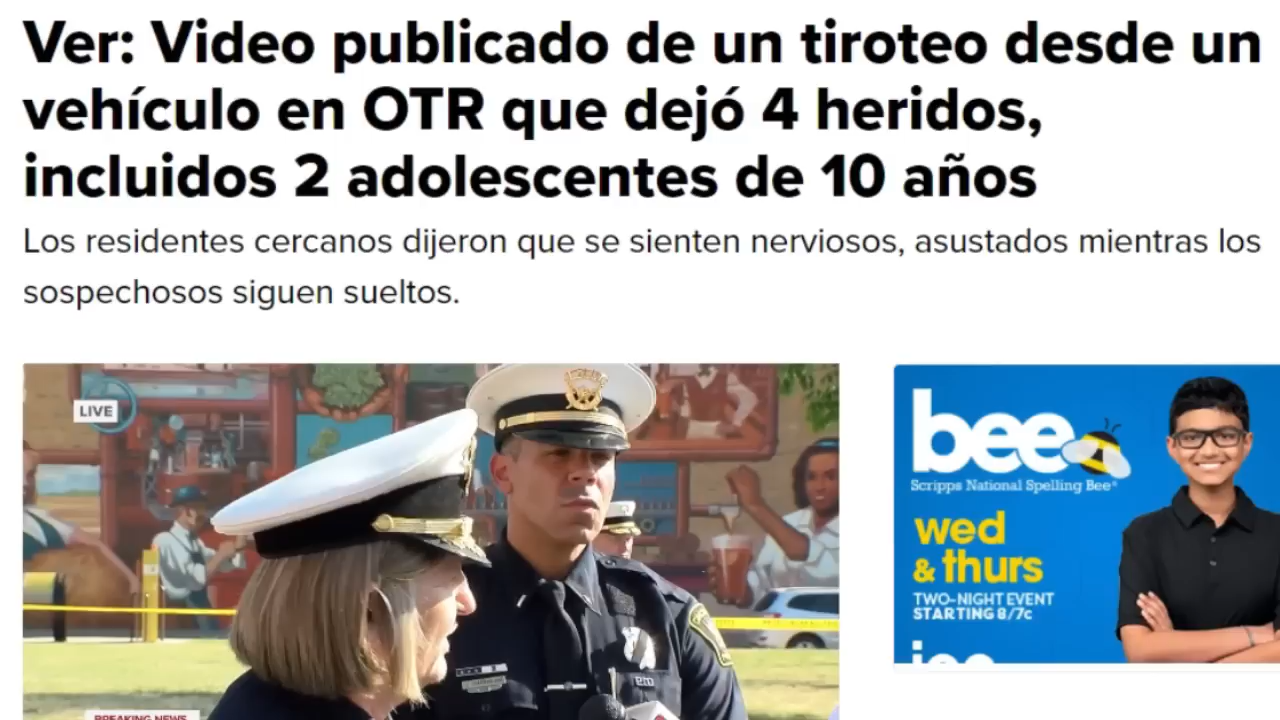 Ver: Video publicado de un tiroteo desde un
vehículo en OTR que dejó 4 heridos,
incluidos 2 adolescentes de 10 años
Los residentes cercanos dijeron que se sienten nerviosos, asustados mientras los
sospechosos siguen sueltos.
LIVE
BREAKING NEWS
bee
Scripps National Spelling Bee®
wed
& thurs
TWO-NIGHT EVENT
STARTING 8/7c